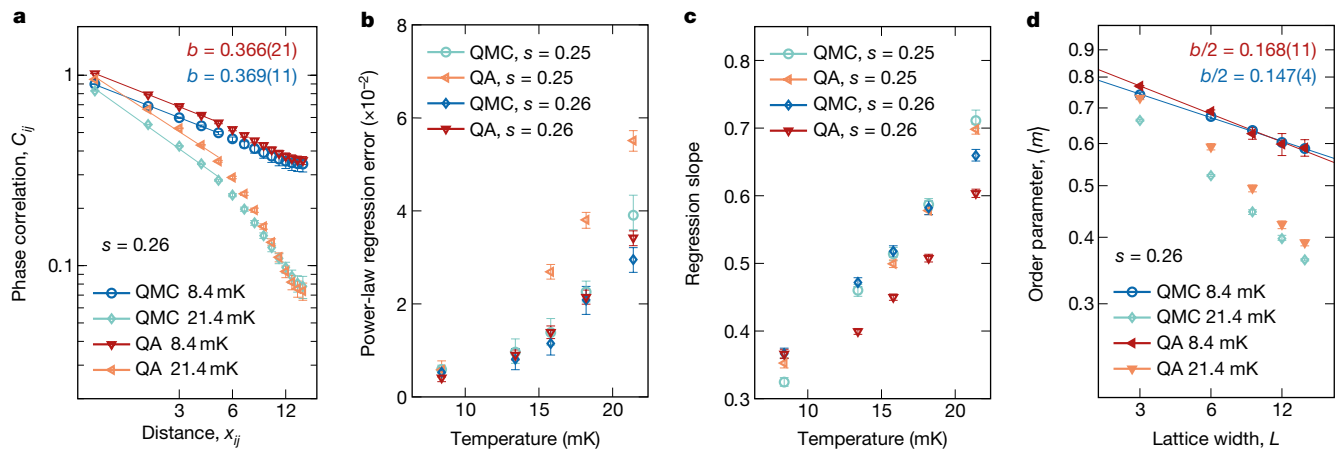 a
b = 0.366(21)
b = 0.369(11)
1
0.1
Phase correlation, Cij
s = 0.26
QMC 8.4 mK
QMC 21.4 mK
QA 8.4 mK
QA 21.4 mK
3 6 12
Distance, xij
b
8
6
4
2
0
Power-law regression error (×10−2)
QMC, s = 0.25
QA, s = 0.25
QMC, s = 0.26
QA, s = 0.26
10 15 20
Temperature (mK)
c
0.8
0.7
0.6
0.5
0.4
0.3
Regression slope
QMC, s = 0.25
QA, s = 0.25
QMC, s = 0.26
QA, s = 0.26
10 15 20
Temperature (mK)
d
b/2 = 0.168(11)
b/2 = 0.147(4)
0.9
0.8
0.7
0.6
0.5
0.4
0.3
Order parameter, ⟨m⟩
s = 0.26
QMC 8.4 mK
QMC 21.4 mK
QA 8.4 mK
QA 21.4 mK
3 6 12
Lattice width, L